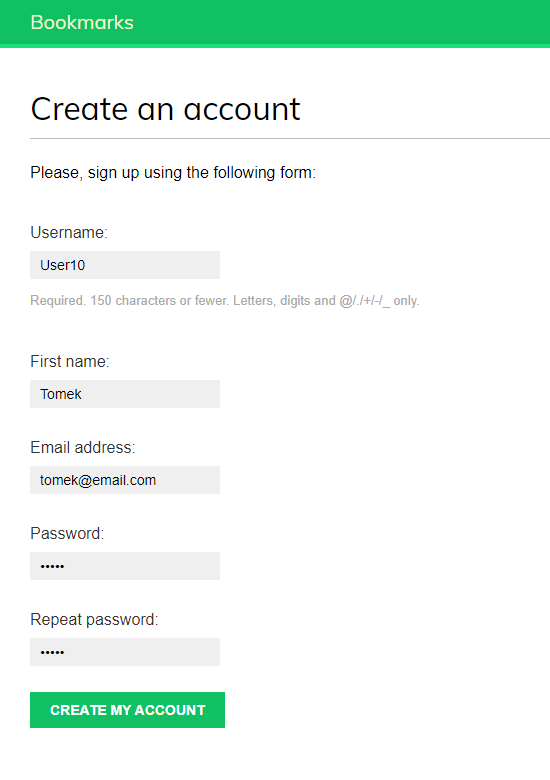 Bookmarks
Create an account
Please, sign up using the following form:
Username:
User10
Required. 150 characters or fewer. Letters, digits and @/./+/-/_ only.
First name:
Tomek
Email address:
tomek@email.com
Password:
•••••
Repeat password:
•••••
CREATE MY ACCOUNT